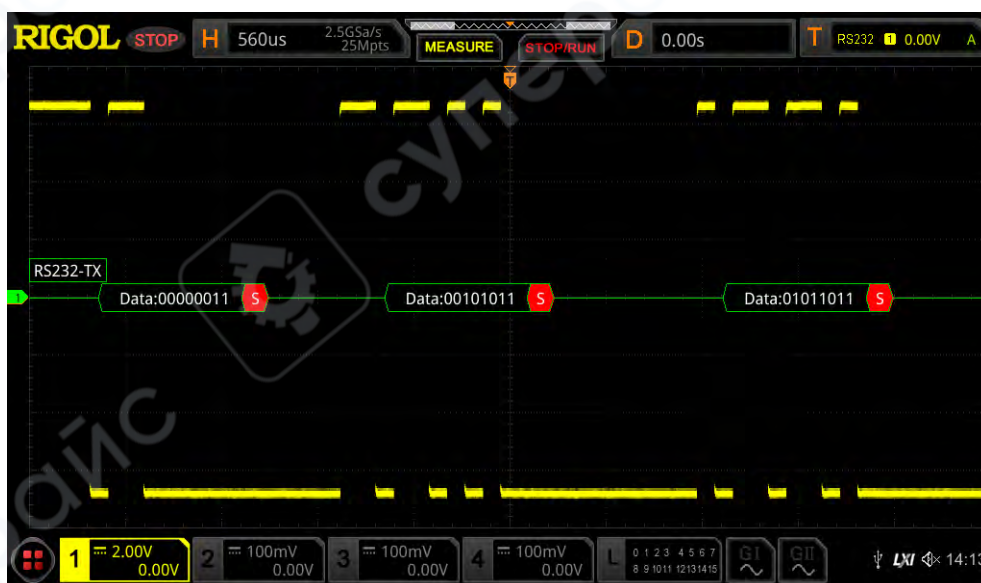 RIGOL STOP H 560us 2.5GSa/s 25Mpts MEASURE STOP/RUN D 0.00s T RS232 1 0.00V A
T
супер
RS232-TX
1 Data:00000011 S Data:00101011 S Data:01011011 S
айс
1 2.00V 0.00V 2 100mV 0.00V 3 100mV 0.00V 4 100mV 0.00V L 0 1 2 3 4 5 6 7 8 9 10 11 12 13 14 15 GI GII LXI 14:13